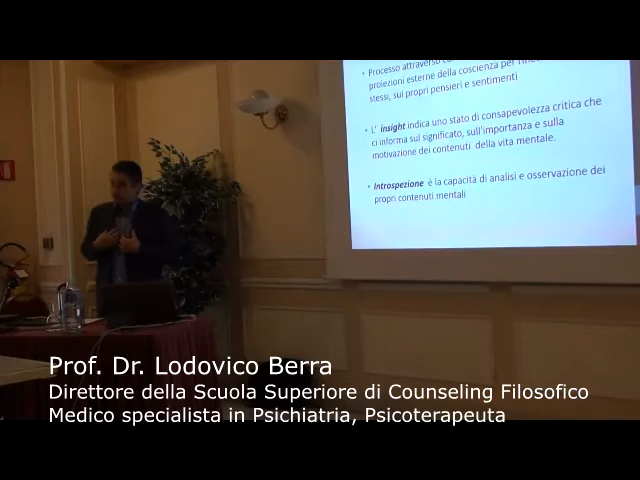 Processo attraverso
proiezioni esterne della coscienza per
stessi, sui propri pensieri e sentimenti
• L' insight indica uno stato di consapevolezza critica che
ci informa sul significato, sull'importanza e sulla
motivazione dei contenuti della vita mentale.
• Introspezione è la capacità di analisi e osservazione dei
propri contenuti mentali
Prof. Dr. Lodovico Berra
Direttore della Scuola Superiore di Counseling Filosofico
Medico specialista in Psichiatria, Psicoterapeuta